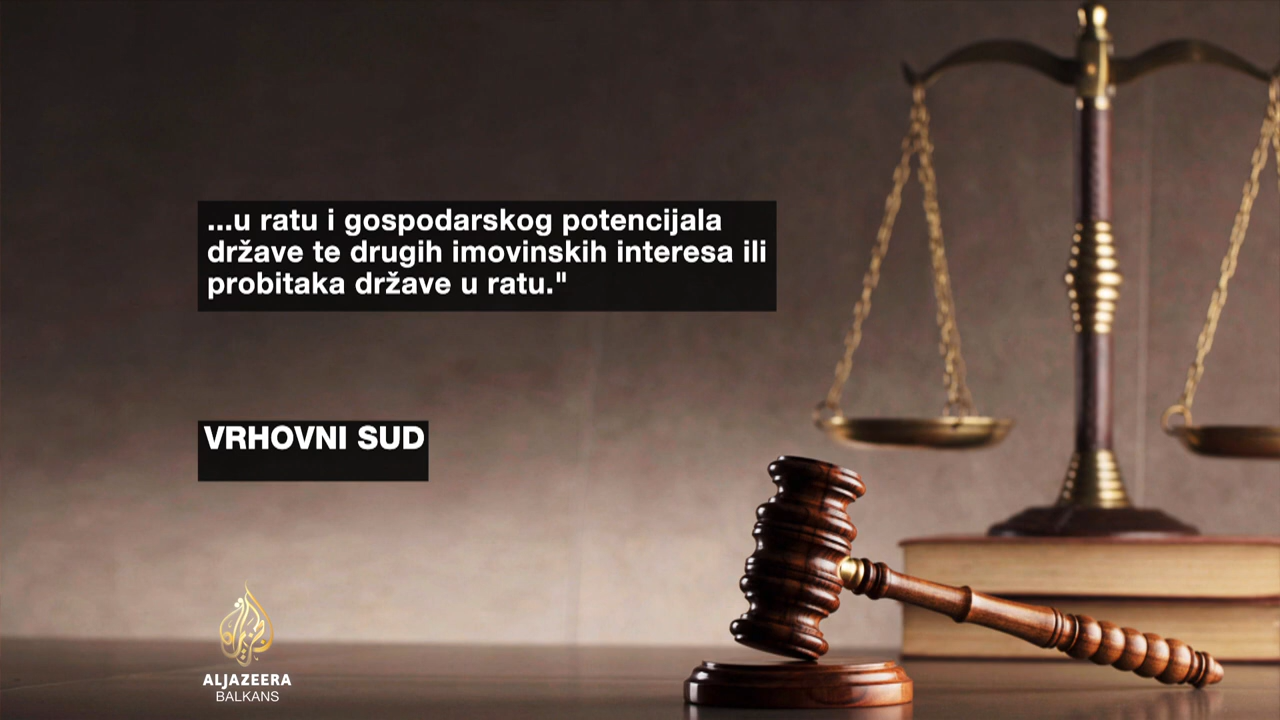 ...u ratu i gospodarskog potencijala
države te drugih imovinskih interesa ili
probitaka države u ratu."
VRHOVNI SUD
ALJAZEERA
BALKANS